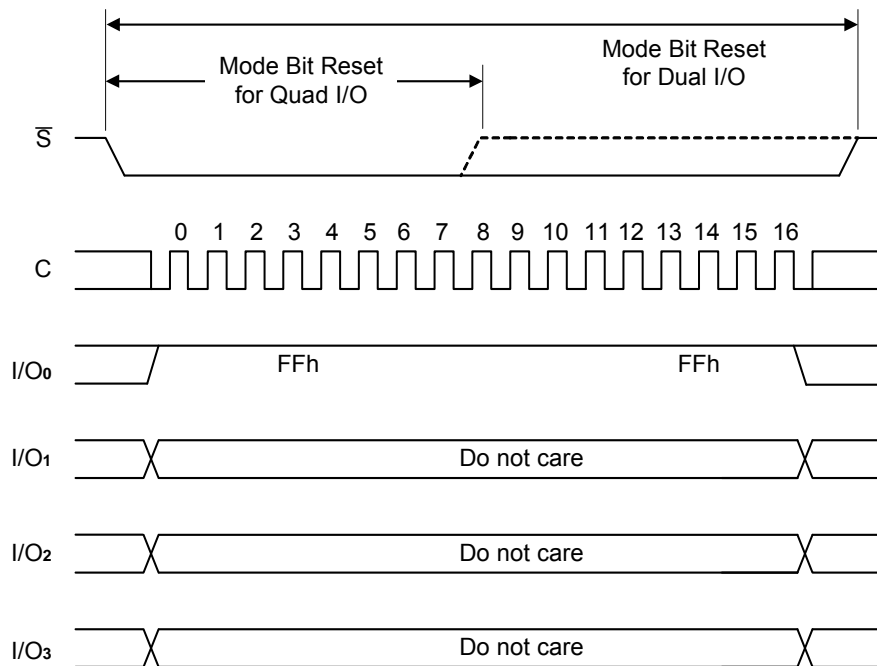 Mode Bit Reset
for Quad I/O
Mode Bit Reset
for Dual I/O
S̅
0 1 2 3 4 5 6 7 8 9 10 11 12 13 14 15 16
C
FFh FFh
I/O₀
I/O₁ Do not care
I/O₂ Do not care
I/O₃ Do not care